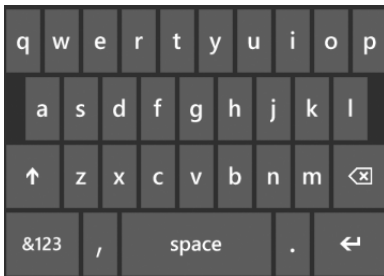 q w e r t y u i o p
a s d f g h j k l
z x c v b n m
&123 , space .